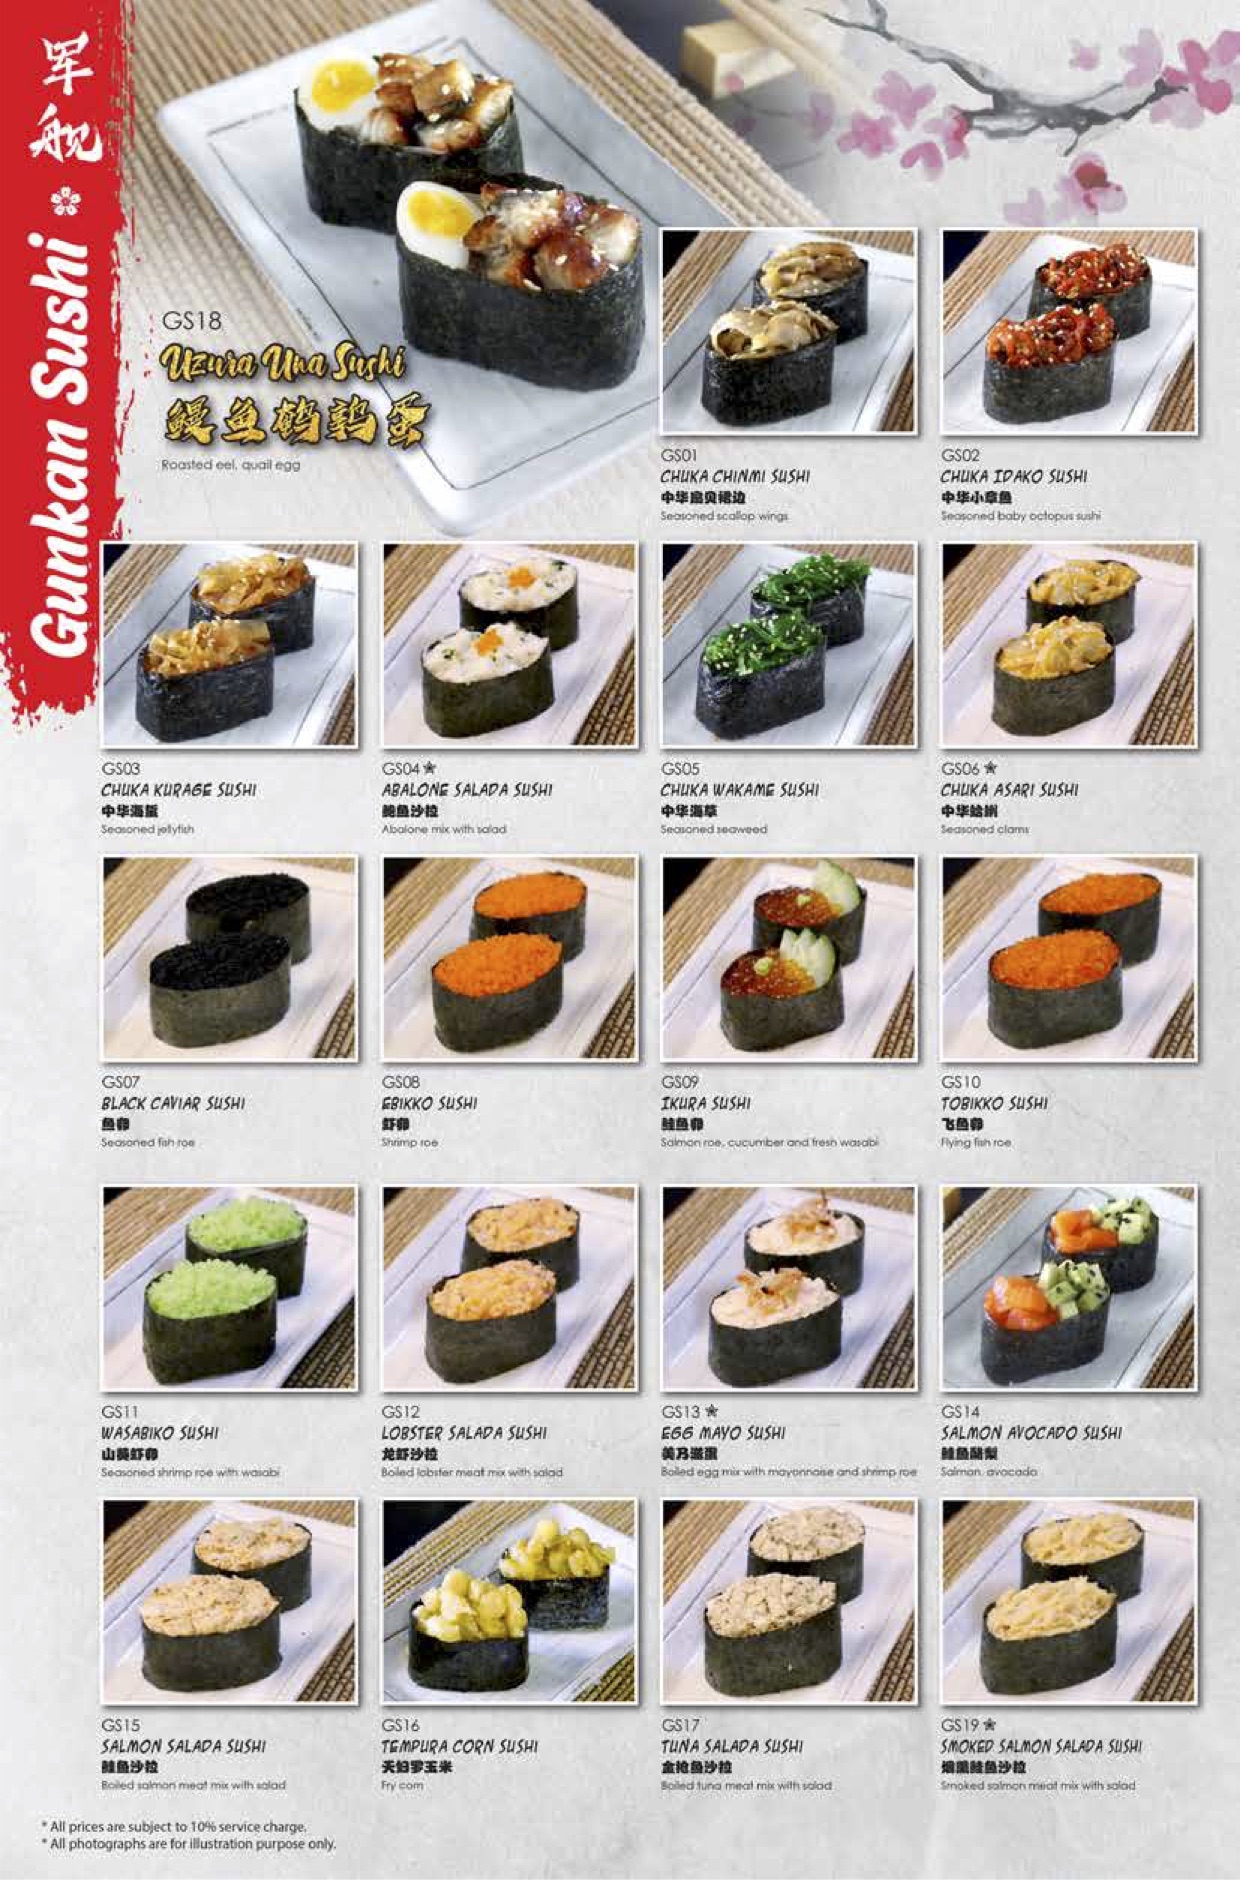 军舰
Gunkan Sushi
GS18
Uzura Una Sushi
鳗鱼鹌鹑蛋
Roasted eel, quail egg
GS01
CHUKA CHINMI SUSHI
中华扇贝裙边
Seasoned scallop wings
GS02
CHUKA IDAKO SUSHI
中华小章鱼
Seasoned baby octopus sushi
GS03
CHUKA KURAGE SUSHI
中华海蜇
Seasoned jellyfish
GS04
ABALONE SALADA SUSHI
鲍鱼沙拉
Abalone mix with salad
GS05
CHUKA WAKAME SUSHI
中华海草
Seasoned seaweed
GS06
CHUKA ASARI SUSHI
中华蛤蜊
Seasoned clams
GS07
BLACK CAVIAR SUSHI
鱼卵
Seasoned fish roe
GS08
EBIKKO SUSHI
虾卵
Shrimp roe
GS09
IKURA SUSHI
鲑鱼卵
Salmon roe, cucumber and fresh wasabi
GS10
TOBIKKO SUSHI
飞鱼卵
Flying fish roe
GS11
WASABIKO SUSHI
山葵虾卵
Seasoned shrimp roe with wasabi
GS12
LOBSTER SALADA SUSHI
龙虾沙拉
Boiled lobster meat mix with salad
GS13
EGG MAYO SUSHI
美乃滋蛋
Boiled egg mix with mayonnaise and shrimp roe
GS14
SALMON AVOCADO SUSHI
鲑鱼酪梨
Salmon, avocado
GS15
SALMON SALADA SUSHI
鲑鱼沙拉
Boiled salmon meat mix with salad
GS16
TEMPURA CORN SUSHI
天妇罗玉米
Fry corn
GS17
TUNA SALADA SUSHI
金枪鱼沙拉
Boiled tuna meat mix with salad
GS19
SMOKED SALMON SALADA SUSHI
烟熏鲑鱼沙拉
Smoked salmon meat mix with salad
* All prices are subject to 10% service charge.
* All photographs are for illustration purpose only.